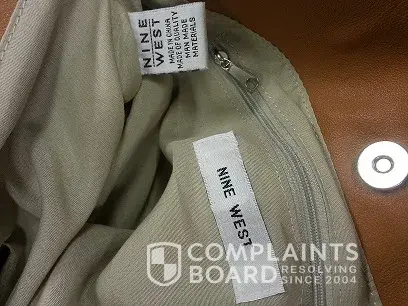 NINE
WEST
MADE IN CHINA
MADE OF QUALITY
MAN MADE
MATERIALS
NINE WEST
COMPLAINTS
BOARD RESOLVING
SINCE 2004